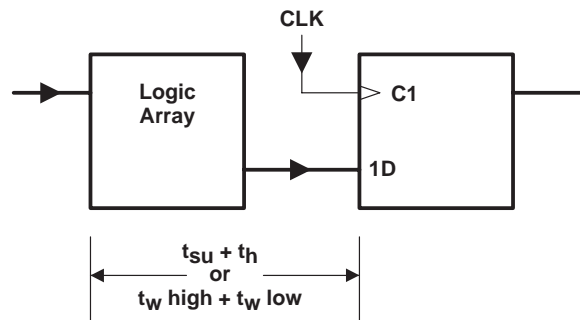 CLK
Logic
Array
C1
1D
tsu + th
or
tw high + tw low